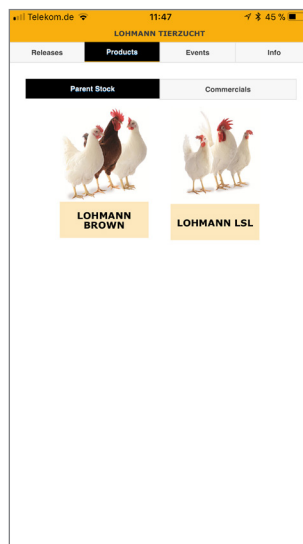 Telekom.de 11:47 45 %
LOHMANN TIERZUCHT
Releases Products Events Info
Parent Stock Commercials
LOHMANN
BROWN
LOHMANN LSL